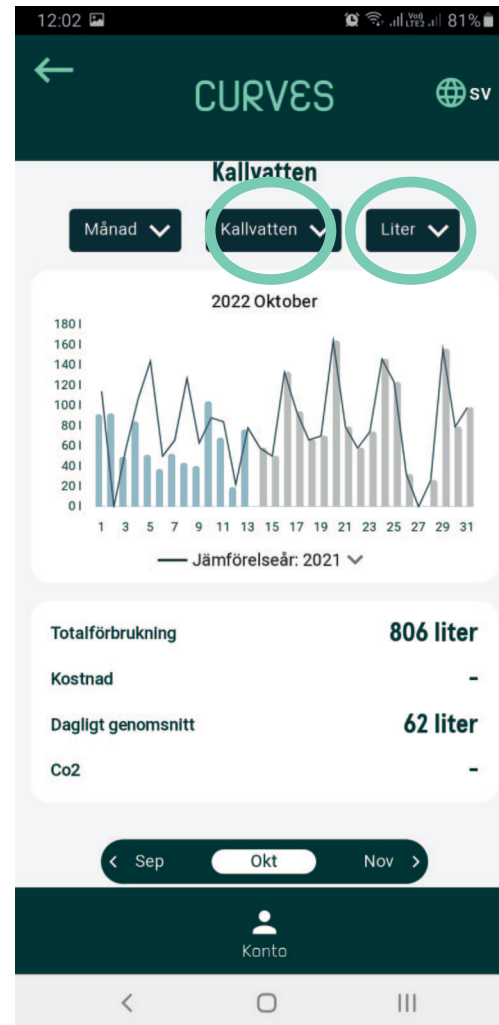 12:02 VoI) LTE2 81%
CURVES SV
Kallvatten
Månad Kallvatten Liter
2022 Oktober
180 l
160 l
140 l
120 l
100 l
80 l
60 l
40 l
20 l
0 l
1 3 5 7 9 11 13 15 17 19 21 23 25 27 29 31
Jämförelseår: 2021
Totalförbrukning 806 liter
Kostnad -
Dagligt genomsnitt 62 liter
Co2 -
Sep Okt Nov
Konto